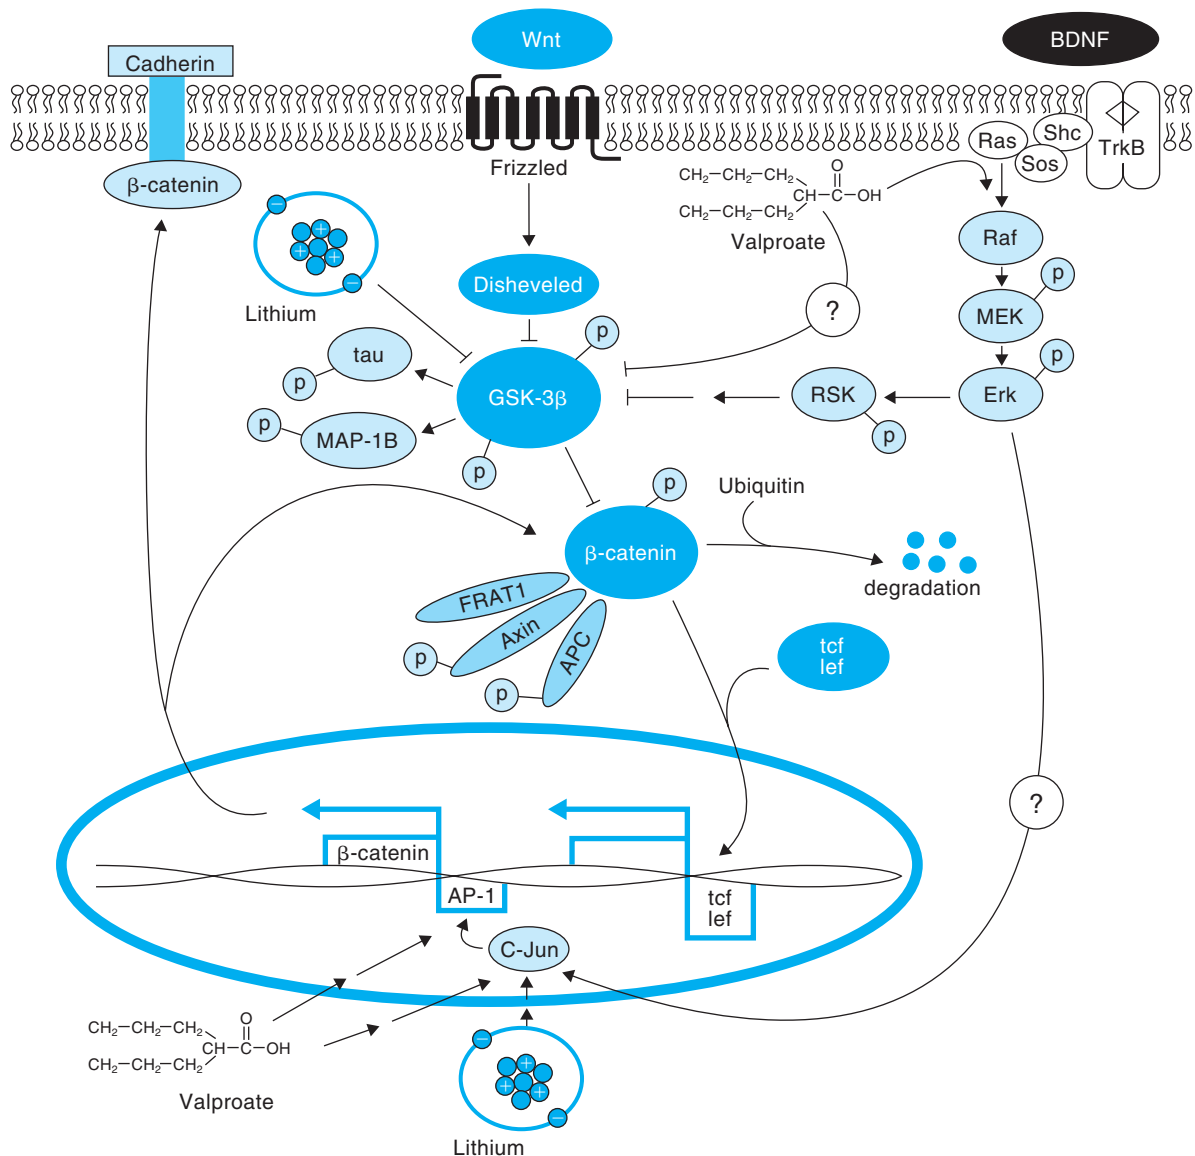 Wnt
BDNF
Cadherin
Frizzled
Ras
Shc
Sos
TrkB
β-catenin
CH₂–CH₂–CH₂
CH–C–OH
O
CH₂–CH₂–CH₂
Valproate
Raf
−
+
+
+
−
Lithium
Disheveled
p
MEK
?
p
tau
p
GSK-3β
p
RSK
Erk
p
MAP-1B
p
p
p
Ubiquitin
β-catenin
degradation
FRAT1
Axin
APC
p
p
tcf
lef
?
β-catenin
AP-1
tcf
lef
C-Jun
CH₂–CH₂–CH₂
O
CH–C–OH
CH₂–CH₂–CH₂
Valproate
−
+
+
+
−
Lithium